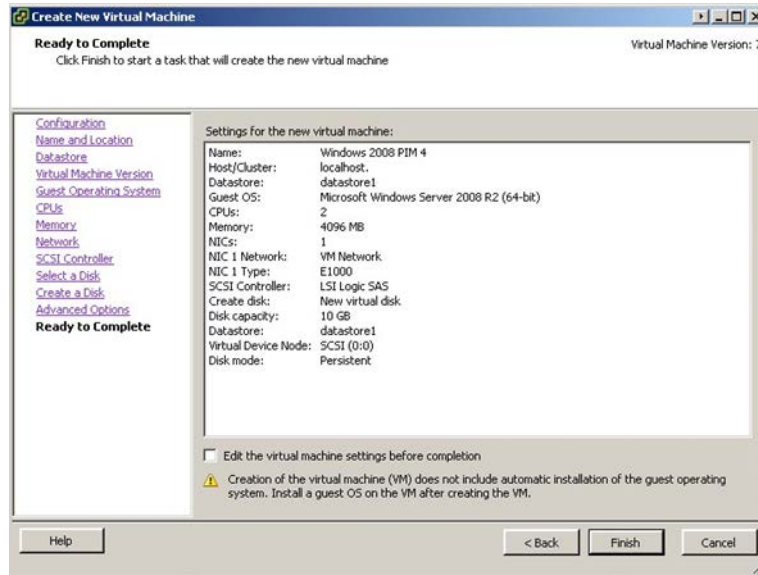 Create New Virtual Machine
Ready to Complete
Click Finish to start a task that will create the new virtual machine
Virtual Machine Version: 7
Configuration
Name and Location
Datastore
Virtual Machine Version
Guest Operating System
CPUs
Memory
Network
SCSI Controller
Select a Disk
Create a Disk
Advanced Options
Ready to Complete
Settings for the new virtual machine:
Name: Windows 2008 PIM 4
Host/Cluster: localhost.
Datastore: datastore1
Guest OS: Microsoft Windows Server 2008 R2 (64-bit)
CPUs: 2
Memory: 4096 MB
NICs: 1
NIC 1 Network: VM Network
NIC 1 Type: E1000
SCSI Controller: LSI Logic SAS
Create disk: New virtual disk
Disk capacity: 10 GB
Datastore: datastore1
Virtual Device Node: SCSI (0:0)
Disk mode: Persistent
Edit the virtual machine settings before completion
Creation of the virtual machine (VM) does not include automatic installation of the guest operating
system. Install a guest OS on the VM after creating the VM.
Help
< Back
Finish
Cancel